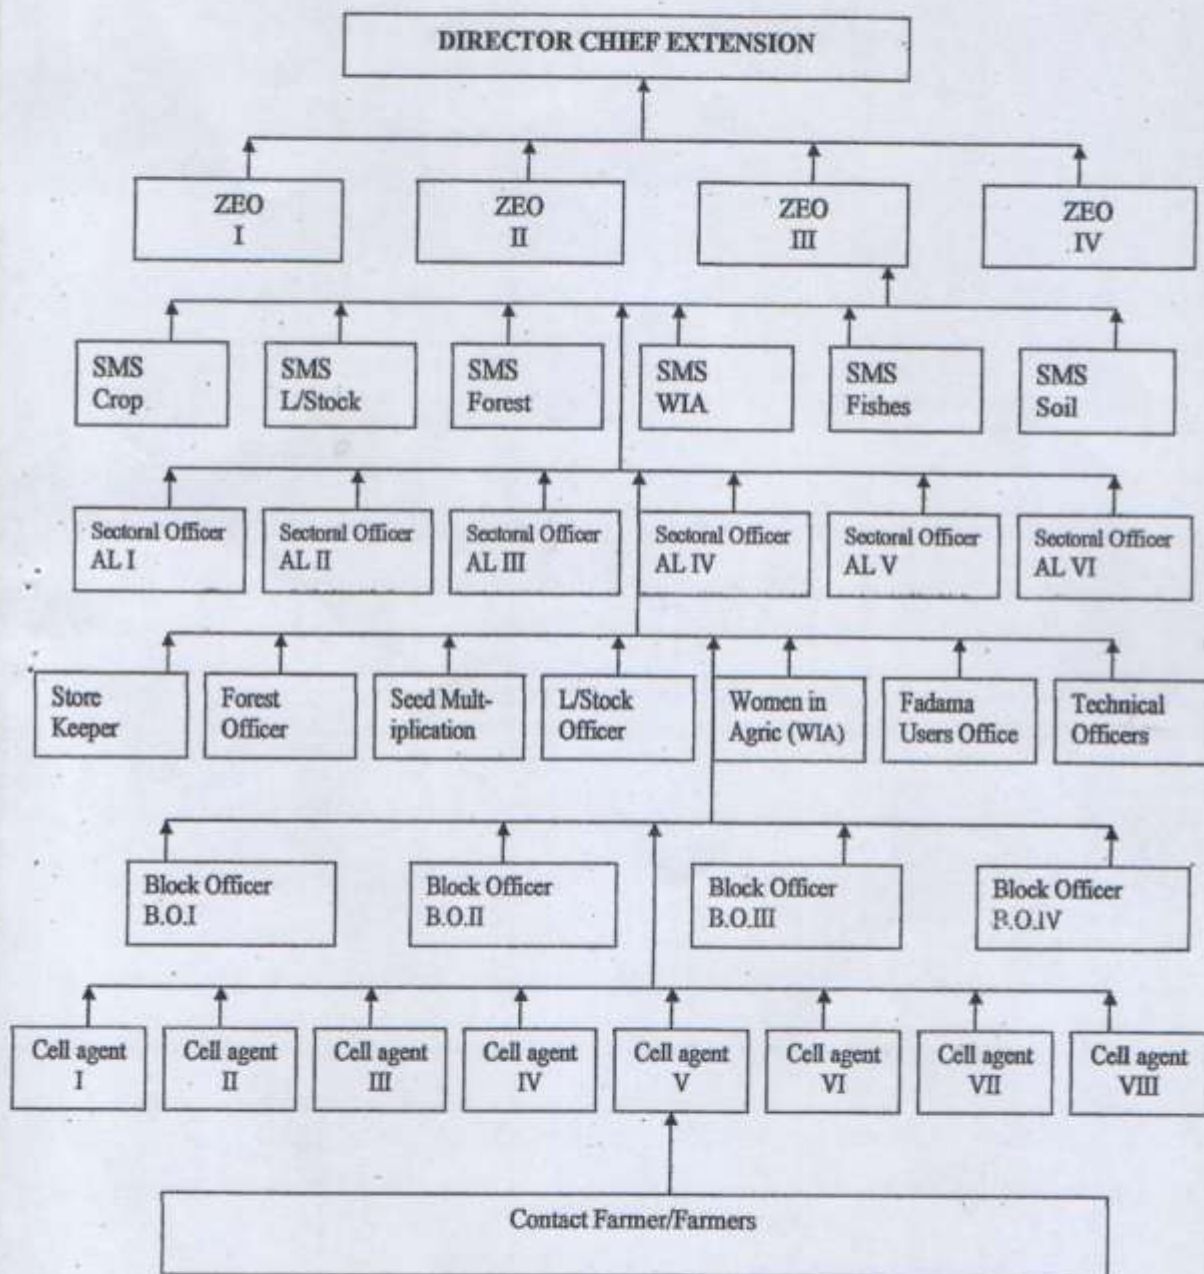 DIRECTOR CHIEF EXTENSION
ZEO
I
ZEO
II
ZEO
III
ZEO
IV
SMS
Crop
SMS
L/Stock
SMS
Forest
SMS
WIA
SMS
Fishes
SMS
Soil
Sectoral Officer
AL I
Sectoral Officer
AL II
Sectoral Officer
AL III
Sectoral Officer
AL IV
Sectoral Officer
AL V
Sectoral Officer
AL VI
Store
Keeper
Forest
Officer
Seed Mult-
iplication
L/Stock
Officer
Women in
Agric (WIA)
Fadama
Users Office
Technical
Officers
Block Officer
B.O.I
Block Officer
B.O.II
Block Officer
B.O.III
Block Officer
B.O.IV
Cell agent
I
Cell agent
II
Cell agent
III
Cell agent
IV
Cell agent
V
Cell agent
VI
Cell agent
VII
Cell agent
VIII
Contact Farmer/Farmers